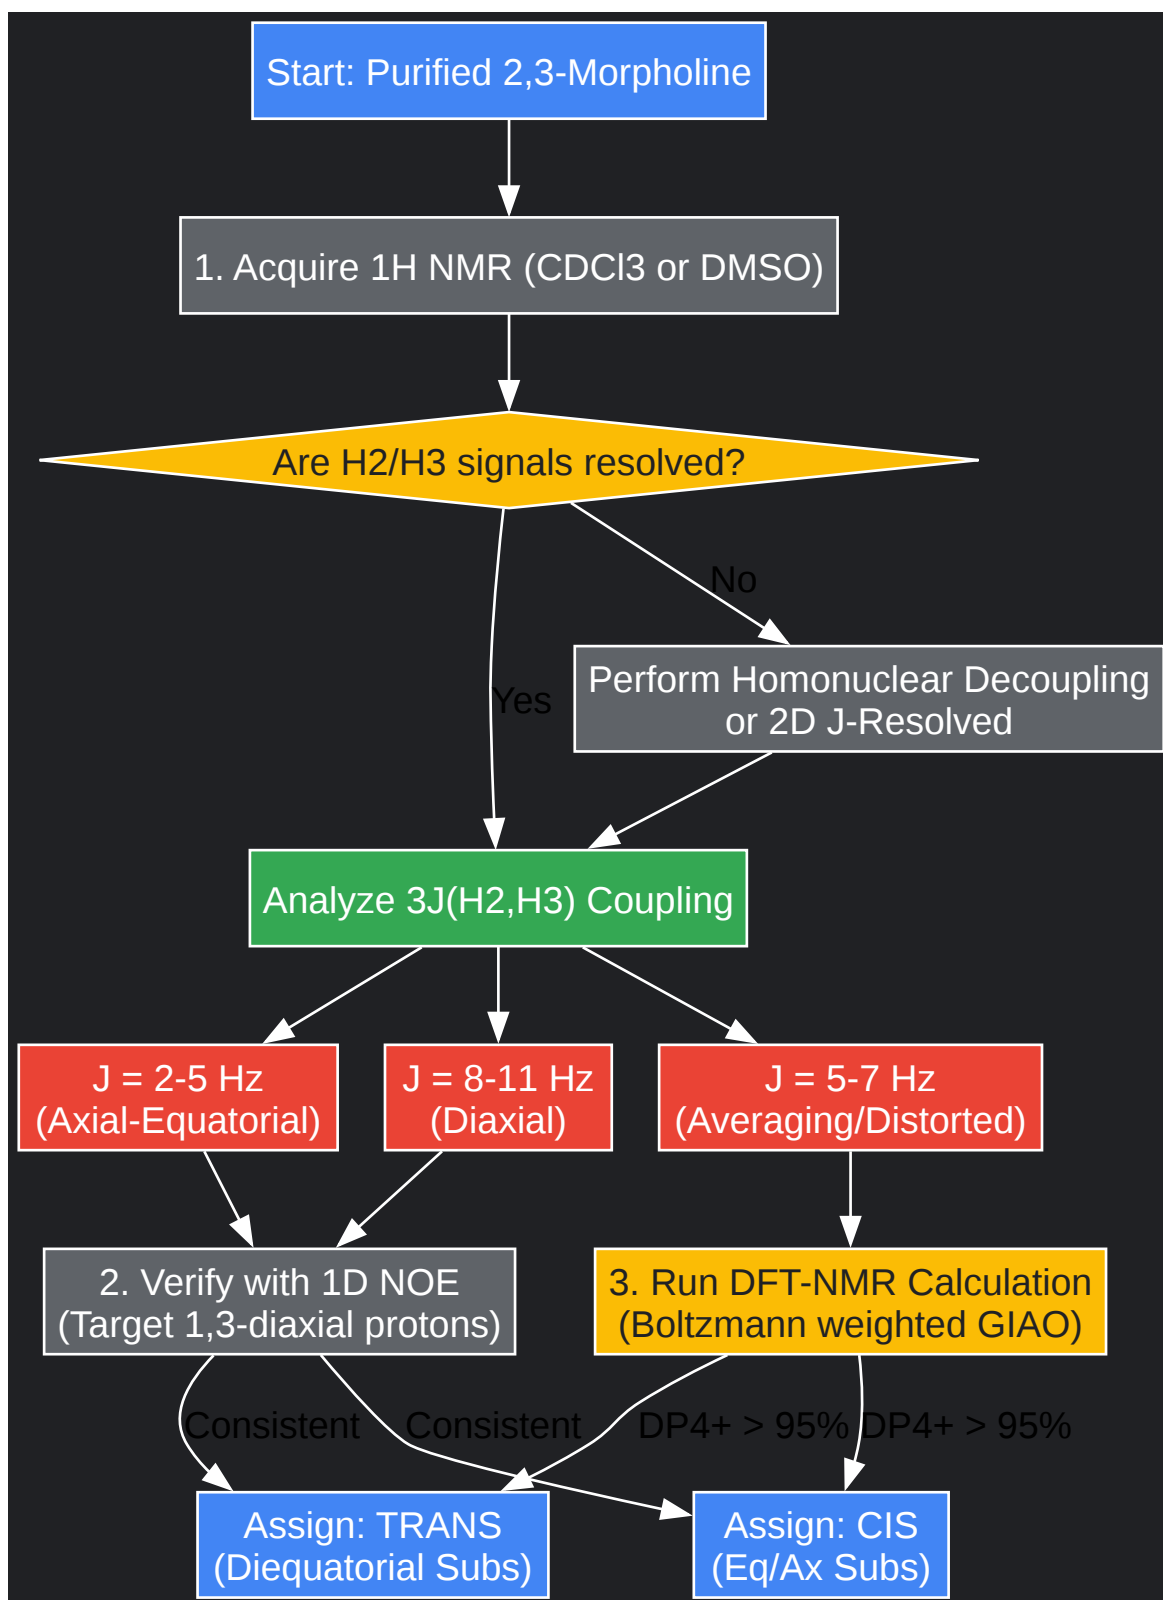 Start: Purified 2,3-Morpholine
1. Acquire 1H NMR (CDCl3 or DMSO)
Are H2/H3 signals resolved?
No
Perform Homonuclear Decoupling
or 2D J-Resolved
Yes
Analyze 3J(H2,H3) Coupling
J = 2-5 Hz
(Axial-Equatorial)
J = 8-11 Hz
(Diaxial)
J = 5-7 Hz
(Averaging/Distorted)
2. Verify with 1D NOE
(Target 1,3-diaxial protons)
3. Run DFT-NMR Calculation
(Boltzmann weighted GIAO)
Consistent
Consistent
DP4+ > 95%
DP4+ > 95%
Assign: TRANS
(Diequatorial Subs)
Assign: CIS
(Eq/Ax Subs)